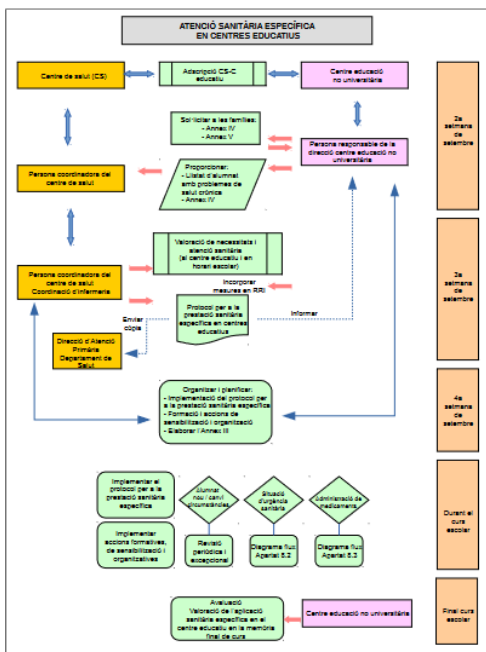 ATENCIÓ SANITÀRIA ESPECÍFICA
EN CENTRES EDUCATIUS
Centre de salut (CS)
Adscripció CS-C
educatiu
Centre educació
no universitària
Sol·licitar a les famílies:
- Annex IV
- Annex V
Persona responsable de la
direcció centre educació no
universitària
2a
setmana
de
setembre
Persona coordinadora del
centre de salut
Proporcionar:
- Llistat d'alumnat
amb problemes de
salut crònica
- Annex IV
Valoració de necessitats i
atenció sanitària
(al centre educatiu i en
horari escolar)
Persona coordinadora del
centre de salut
Coordinació d'infermeria
Incorporar
mesures en RRI
3a
setmana
de
setembre
Protocol per a la
prestació sanitària
específica en centres
educatius
Enviar
còpia
Informar
Direcció d'Atenció
Primària
Departament de
Salut
Organitzar i planificar:
- Implementació del protocol per
a la prestació sanitària específica
- Formació i accions de
sensibilització i organització
- Elaborar l'Annex III
4a
setmana
de
setembre
Implementar el
protocol per a la
prestació sanitària
específica
Alumnat
nou / canvi
circumstàncies
Situació
d'urgència
sanitària
Administració de
medicaments
Durant el
curs
escolar
Implementar
accions formatives,
de sensibilització i
organitzatives
Revisió
periòdica i
excepcional
Diagrama flux
Apartat 5.2
Diagrama flux
Apartat 5.3
Avaluació
Valoració de l'aplicació
sanitària específica en el
centre educatiu en la memòria
final de curs
Centre educació no universitària
Final curs
escolar